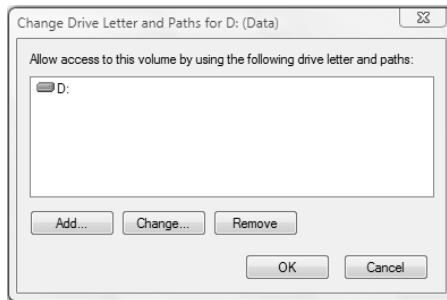 Change Drive Letter and Paths for D: (Data)
Allow access to this volume by using the following drive letter and paths:
D:
Add... Change... Remove
OK Cancel